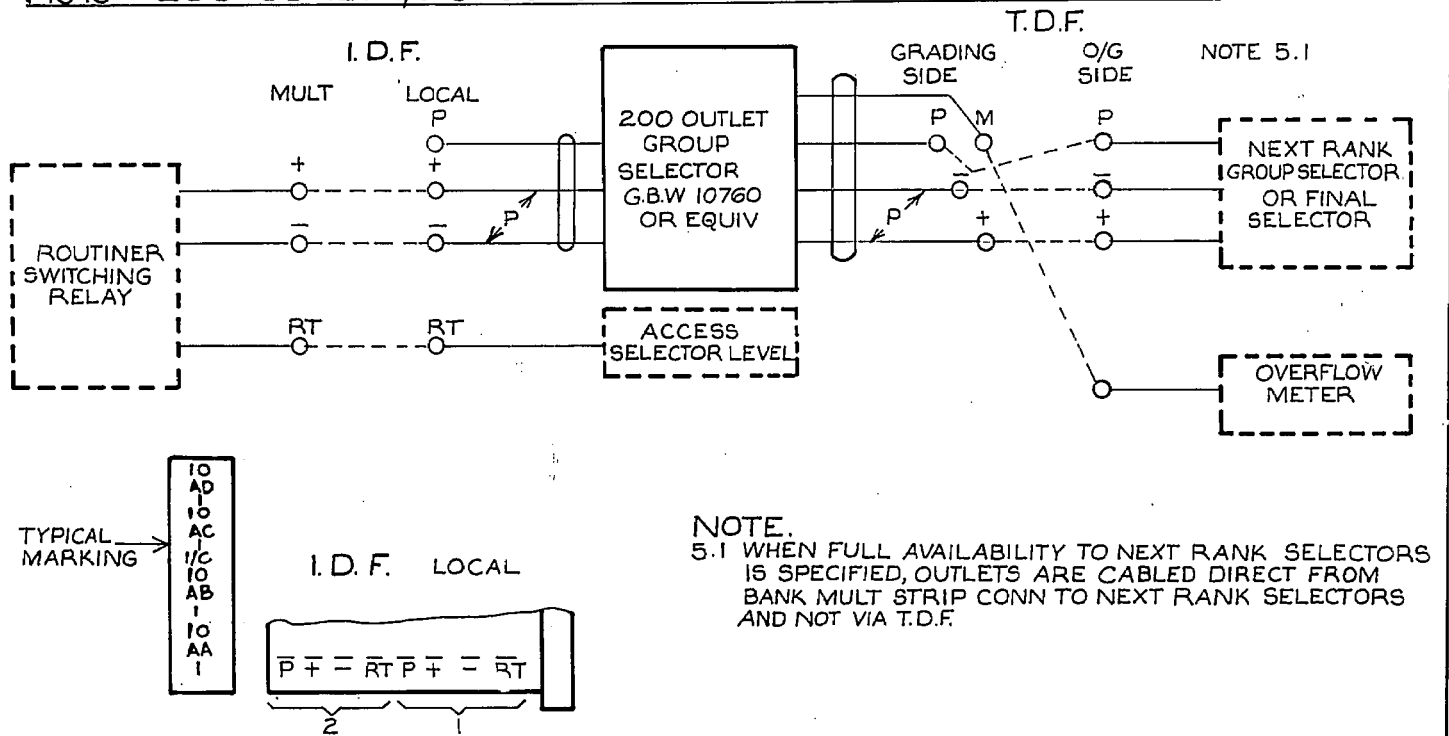 T.D.F.
I.D.F.
GRADING SIDE
O/G SIDE
NOTE 5.1
MULT
LOCAL
P
+
+
-
-
RT
RT
P
ROUTINER
SWITCHING
RELAY
200 OUTLET
GROUP
SELECTOR
G.B.W 10760
OR EQUIV
ACCESS
SELECTOR LEVEL
P
M
P
-
-
+
+
P
NEXT RANK
GROUP SELECTOR
OR FINAL
SELECTOR
OVERFLOW
METER
TYPICAL
MARKING
10
AD
1
10
AC
1
I/C
10
AB
1
10
AA
1
I.D.F. LOCAL
P + - RT P + - RT
2 1
NOTE.
5.1 WHEN FULL AVAILABILITY TO NEXT RANK SELECTORS
IS SPECIFIED, OUTLETS ARE CABLED DIRECT FROM
BANK MULT STRIP CONN TO NEXT RANK SELECTORS
AND NOT VIA T.D.F.